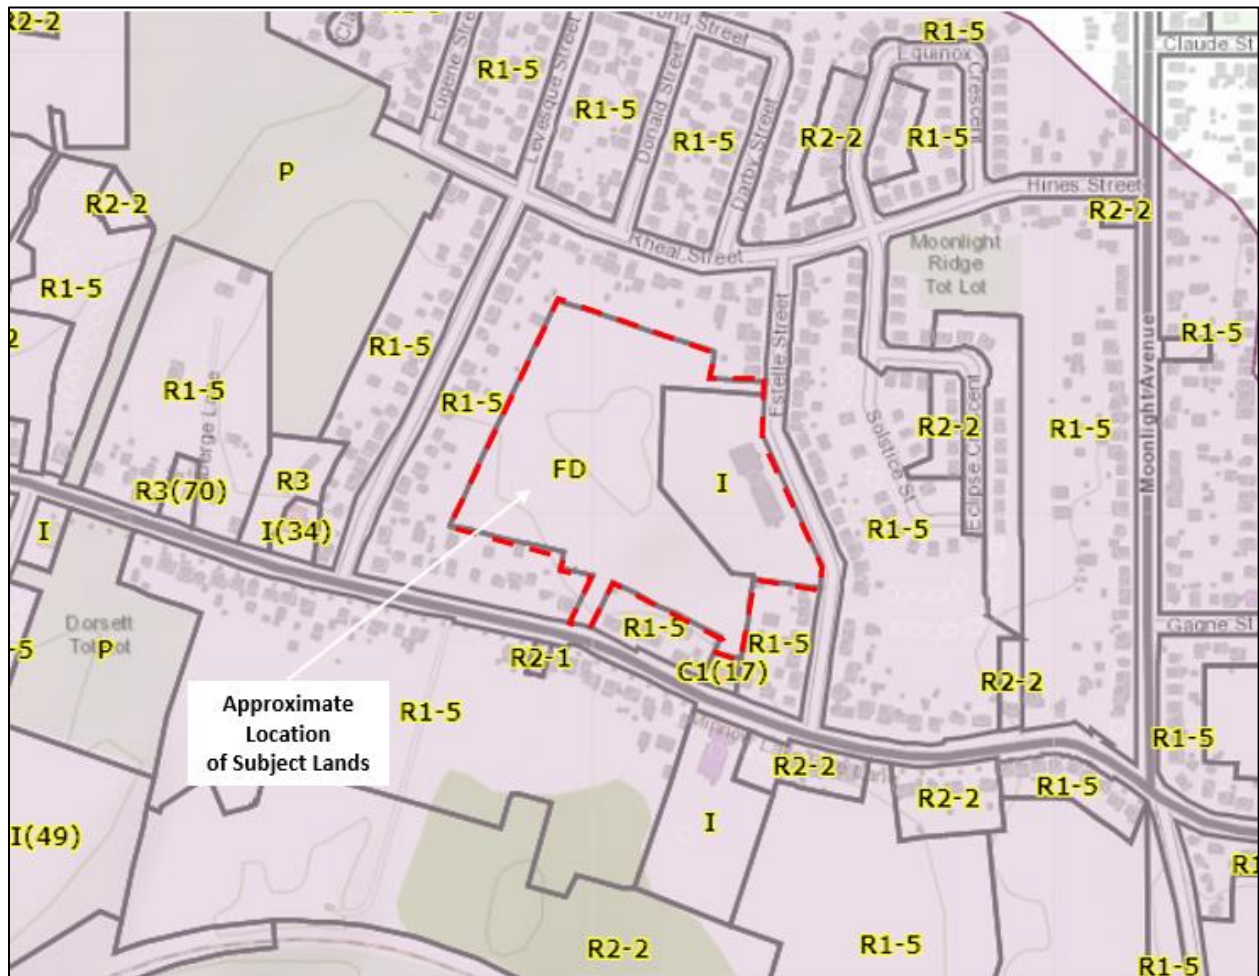 R2-2
R1-5
Claude St
Equinox
Crescent
Eugene
Levesque Street
R1-5
R1-5
Donald Street
R1-5
Darby Street
R2-2
R1-5
P
Hines Street
R2-2
R2-2
Rheal Street
Moonlight
Ridge
Tot Lot
R1-5
R1-5
R1-5
Estelle Street
Moonlight Avenue
R1-5
R1-5
R1-5
R2-2
Eclipse Crescent
R1-5
Solstice St
FD
I
R3
R3(70)
I(34)
I
R1-5
Dorsett
Tot Lot
P
-5
R1-5
R1-5
Gagne St
R2-1
C1(17)
R2-2
Approximate
Location
of Subject Lands
R1-5
R1-5
R2-2
R2-2
R1-5
I
I(49)
R2-2
R1-5
R1-5